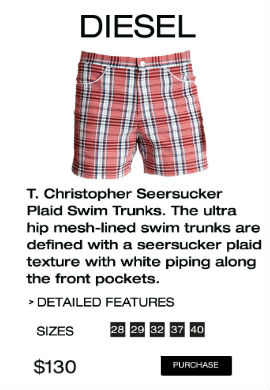 DIESEL
T. Christopher Seersucker
Plaid Swim Trunks. The ultra
hip mesh-lined swim trunks are
defined with a seersucker plaid
texture with white piping along
the front pockets.
> DETAILED FEATURES
SIZES 28 29 32 37 40
$130 PURCHASE